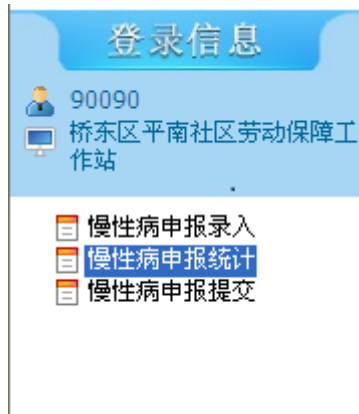 登录信息
90090
桥东区平南社区劳动保障工
作站
慢性病申报录入
慢性病申报统计
慢性病申报提交